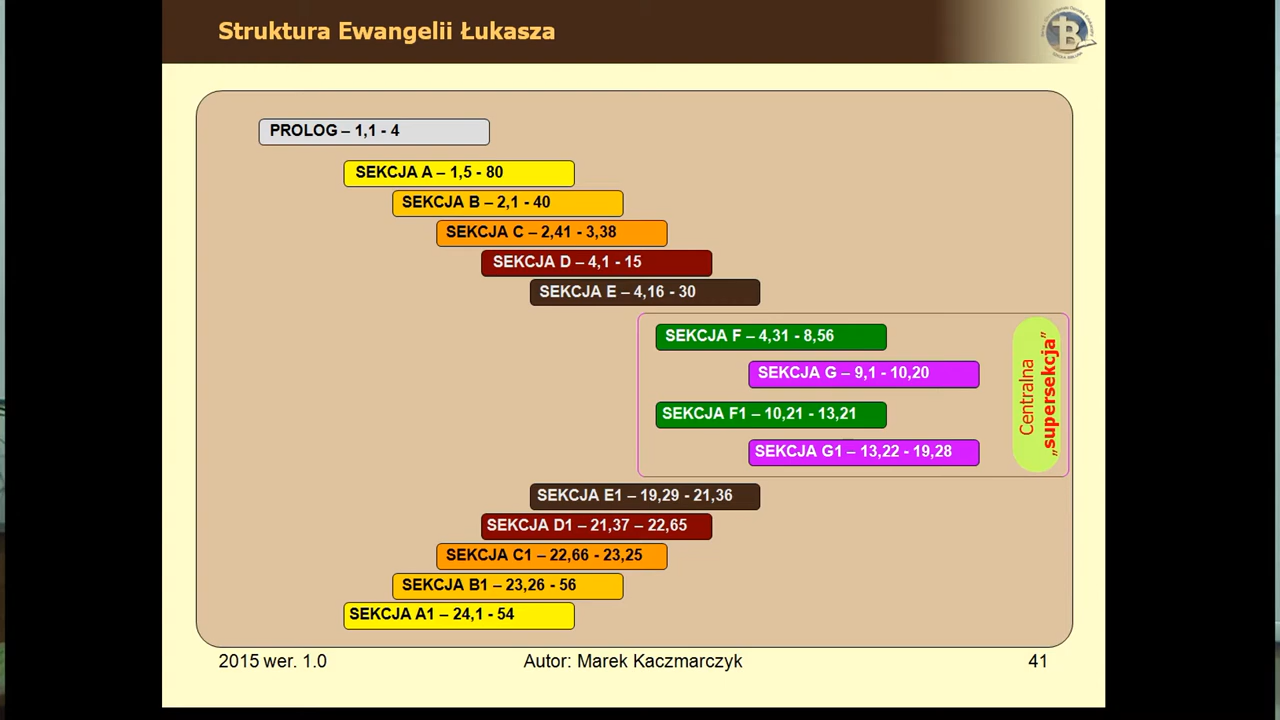 Struktura Ewangelii Łukasza
PROLOG – 1,1 - 4
SEKCJA A – 1,5 - 80
SEKCJA B – 2,1 - 40
SEKCJA C – 2,41 - 3,38
SEKCJA D – 4,1 - 15
SEKCJA E – 4,16 - 30
SEKCJA F – 4,31 - 8,56
SEKCJA G – 9,1 - 10,20
SEKCJA F1 – 10,21 - 13,21
SEKCJA G1 – 13,22 - 19,28
Centralna
„supersekcja”
SEKCJA E1 – 19,29 - 21,36
SEKCJA D1 – 21,37 – 22,65
SEKCJA C1 – 22,66 - 23,25
SEKCJA B1 – 23,26 - 56
SEKCJA A1 – 24,1 - 54
2015 wer. 1.0
Autor: Marek Kaczmarczyk
41